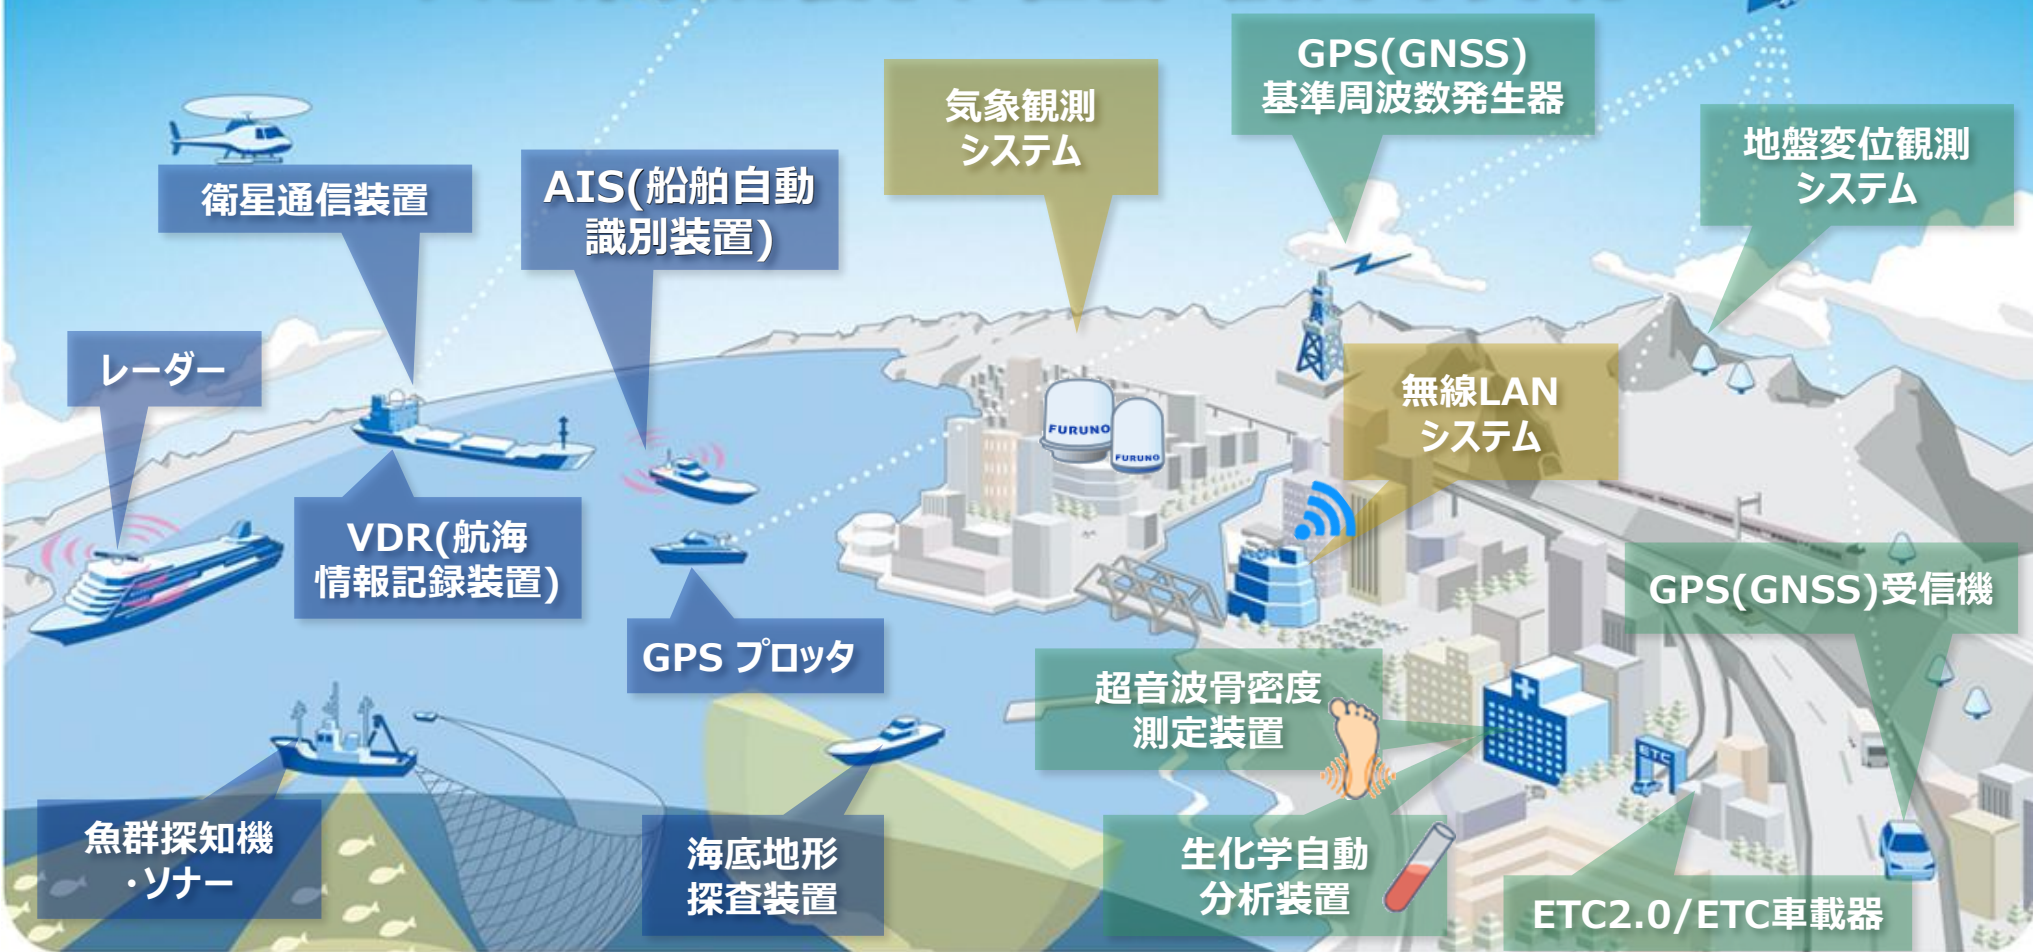 GPS(GNSS)
基準周波数発生器
気象観測
システム
地盤変位観測
システム
衛星通信装置
AIS(船舶自動
識別装置)
レーダー
無線LAN
システム
FURUNO
FURUNO
VDR(航海
情報記録装置)
GPS プロッタ
GPS(GNSS)受信機
超音波骨密度
測定装置
ETC
魚群探知機
・ソナー
海底地形
探査装置
生化学自動
分析装置
ETC2.0/ETC車載器